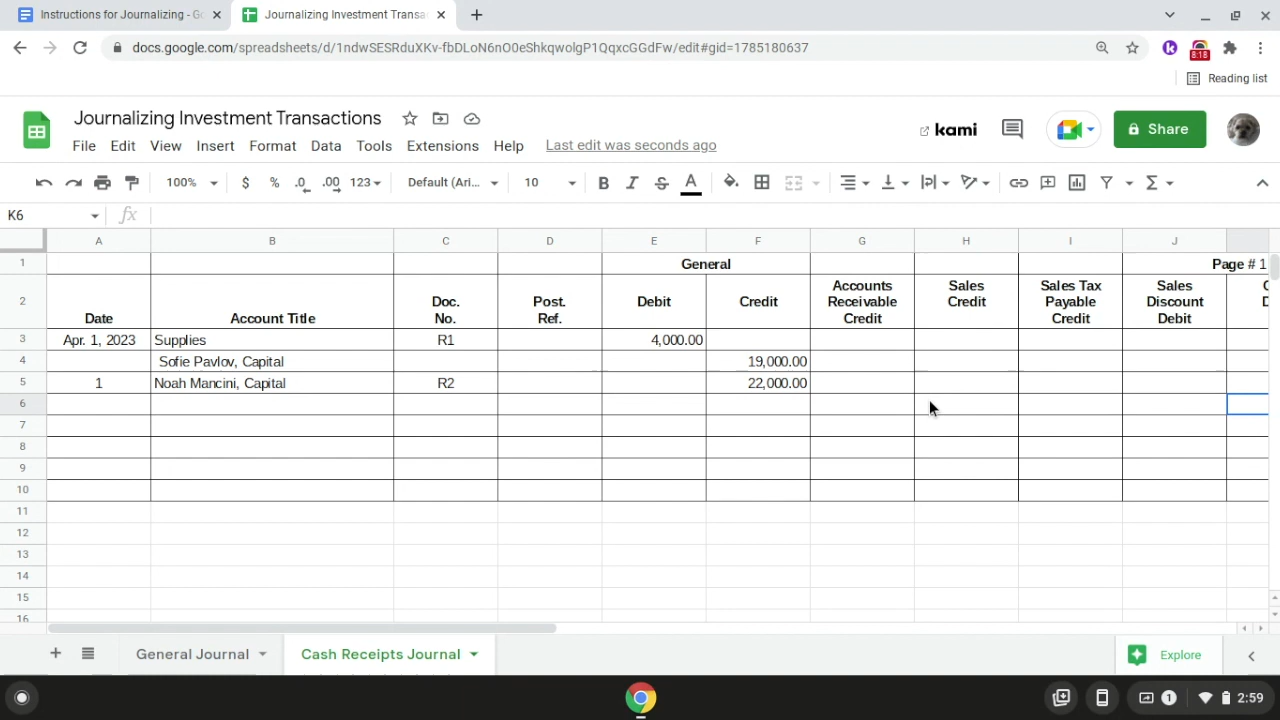 Instructions for Journalizing - Go
Journalizing Investment Transa
docs.google.com/spreadsheets/d/1ndwSESRduXKv-fbDLoN6nO0eShkqwolgP1QqxcGGdFw/edit#gid=1785180637
k
8:18
Reading list
Journalizing Investment Transactions
kami
Share
File Edit View Insert Format Data Tools Extensions Help Last edit was seconds ago
100% $ % .0 .00 123 Default (Ari... 10 B I S A
K6 fx
A B C D E F G H I J
1 General Page # 1
2 Date Account Title Doc. No. Post. Ref. Debit Credit Accounts Receivable Credit Sales Credit Sales Tax Payable Credit Sales Discount Debit
3 Apr. 1, 2023 Supplies R1 4,000.00
4 Sofie Pavlov, Capital 19,000.00
5 1 Noah Mancini, Capital R2 22,000.00
6
7
8
9
10
11
12
13
14
15
16
General Journal Cash Receipts Journal Explore
1 2:59